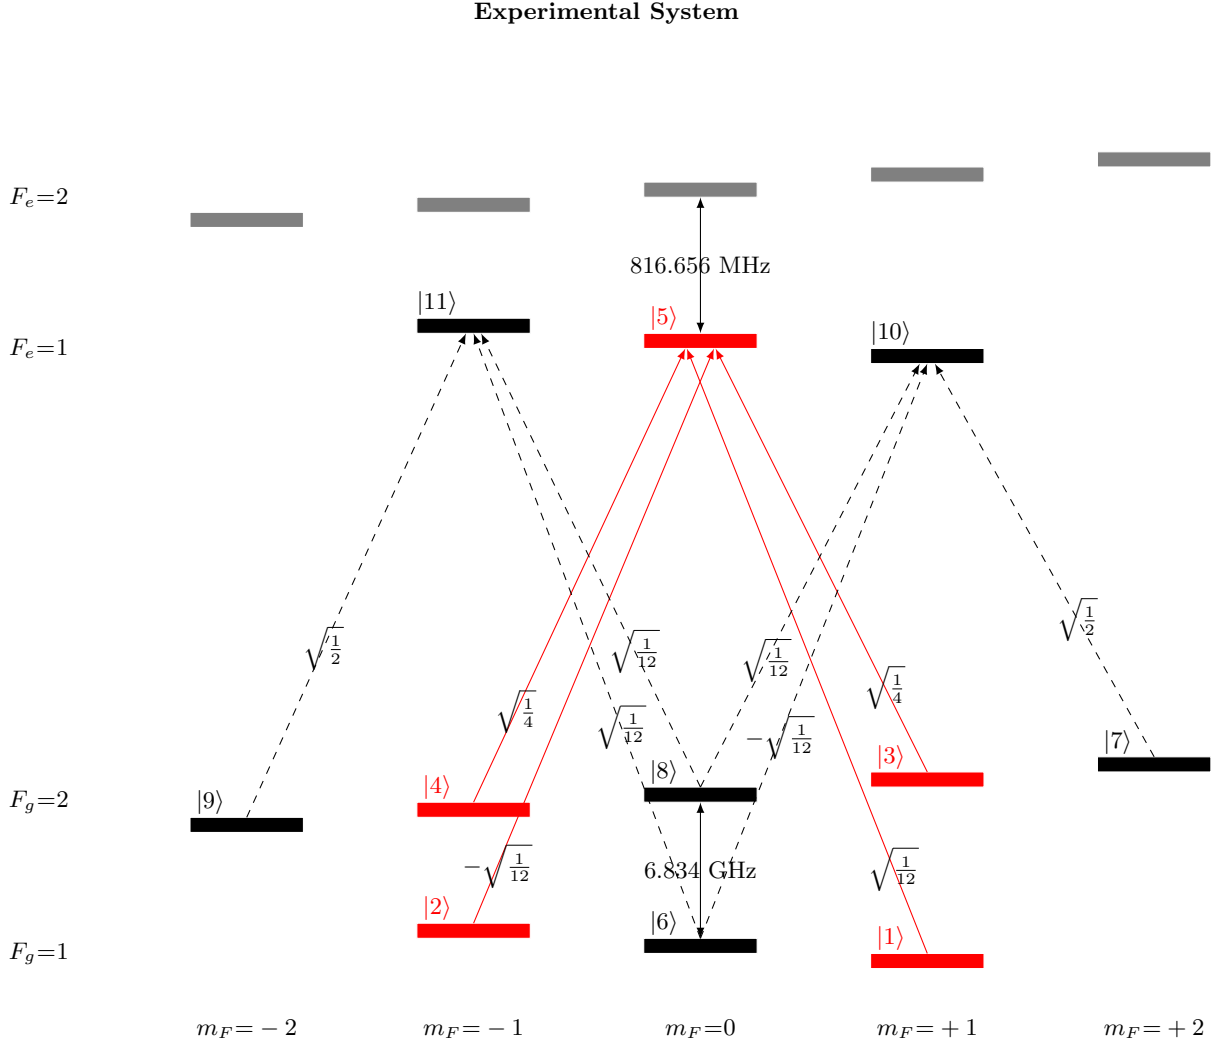 Experimental System
F_e=2
816.656 MHz
|11⟩
|5⟩
|10⟩
F_e=1
√1/2
√1/2
√1/12
√1/12
√1/4
√1/4
√1/12
−√1/12
|9⟩
|4⟩
|8⟩
|3⟩
|7⟩
F_g=2
−√1/12
6.834 GHz
√1/12
|2⟩
|6⟩
|1⟩
F_g=1
m_F=−2
m_F=−1
m_F=0
m_F=+1
m_F=+2